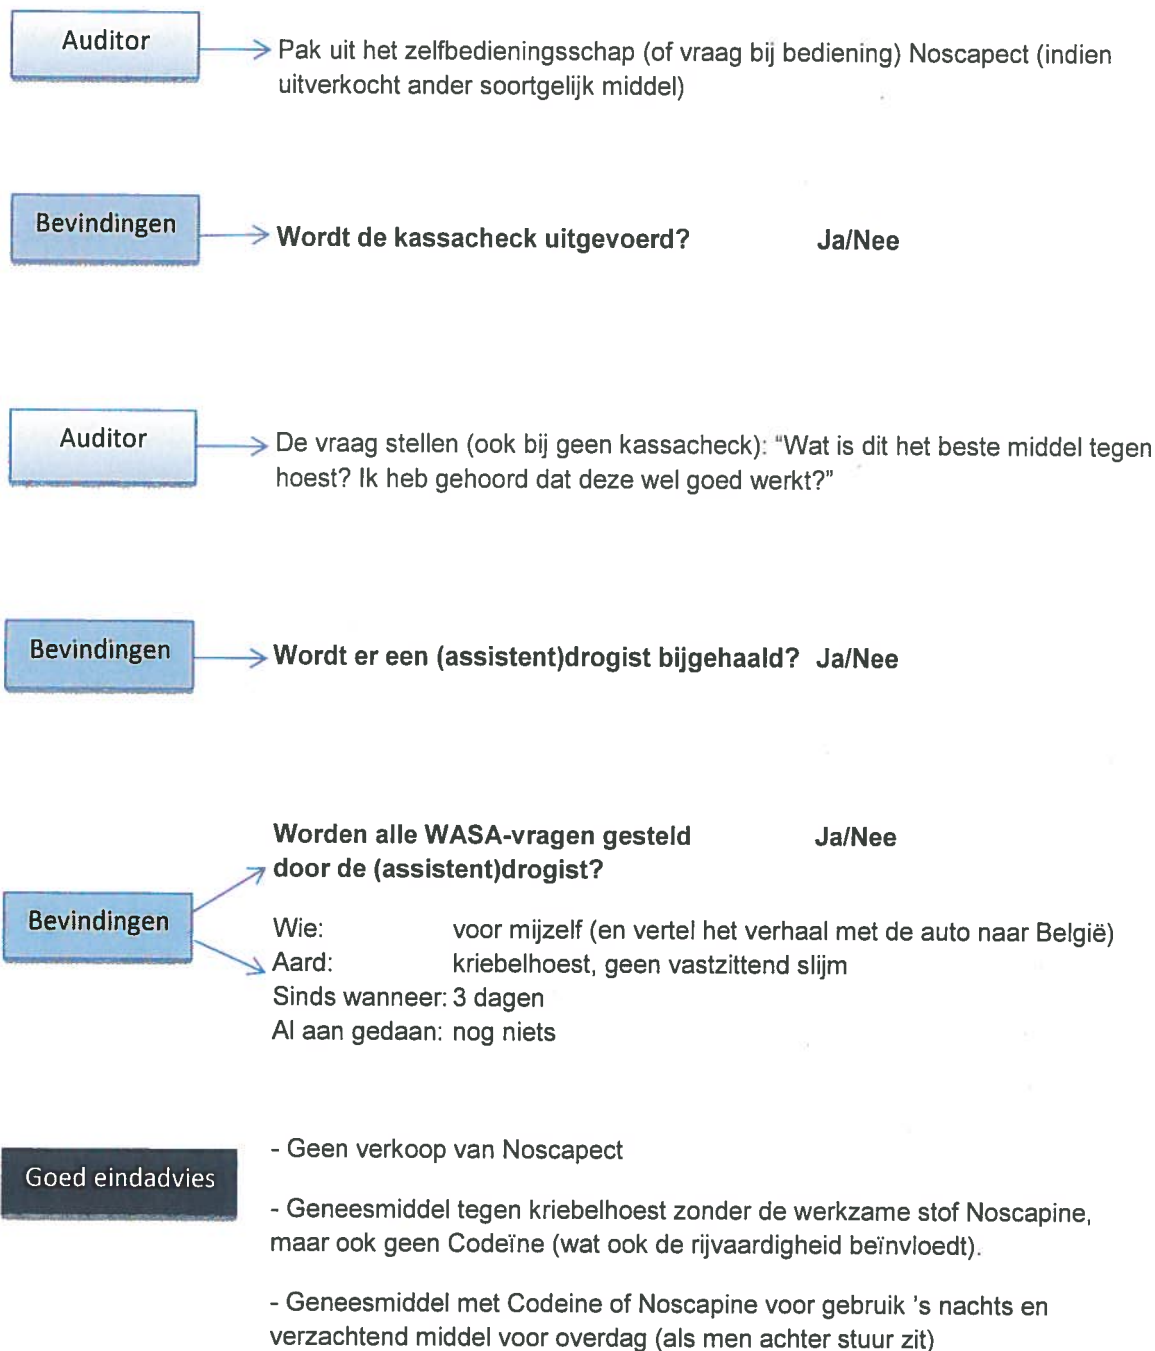 Auditor
Pak uit het zelfbedieningsschap (of vraag bij bediening) Noscapect (indien
uitverkocht ander soortgelijk middel)
Bevindingen
Wordt de kassacheck uitgevoerd? Ja/Nee
Auditor
De vraag stellen (ook bij geen kassacheck): "Wat is dit het beste middel tegen
hoest? Ik heb gehoord dat deze wel goed werkt?"
Bevindingen
Wordt er een (assistent)drogist bijgehaald? Ja/Nee
Worden alle WASA-vragen gesteld Ja/Nee
door de (assistent)drogist?
Bevindingen
Wie: voor mijzelf (en vertel het verhaal met de auto naar België)
Aard: kriebelhoest, geen vastzittend slijm
Sinds wanneer: 3 dagen
Al aan gedaan: nog niets
Goed eindadvies
- Geen verkoop van Noscapect
- Geneesmiddel tegen kriebelhoest zonder de werkzame stof Noscapine,
maar ook geen Codeïne (wat ook de rijvaardigheid beïnvloedt).
- Geneesmiddel met Codeine of Noscapine voor gebruik 's nachts en
verzachtend middel voor overdag (als men achter stuur zit)